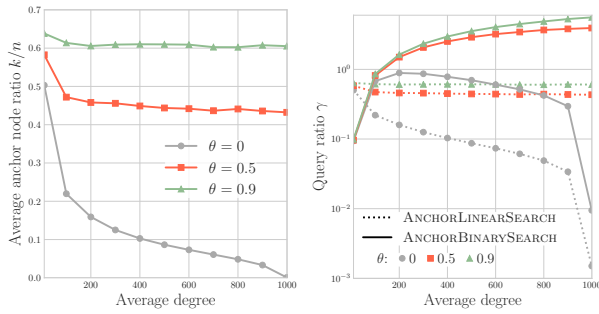 0.7
0.6
0.5
0.4
0.3
0.2
0.1
0.0
Average anchor node ratio k/n
θ = 0
θ = 0.5
θ = 0.9
200 400 600 800 1000
Average degree
10⁰
10⁻¹
10⁻²
10⁻³
Query ratio γ
ANCHORLINEARSEARCH
ANCHORBINARYSEARCH
θ: 0 0.5 0.9
200 400 600 800 1000
Average degree